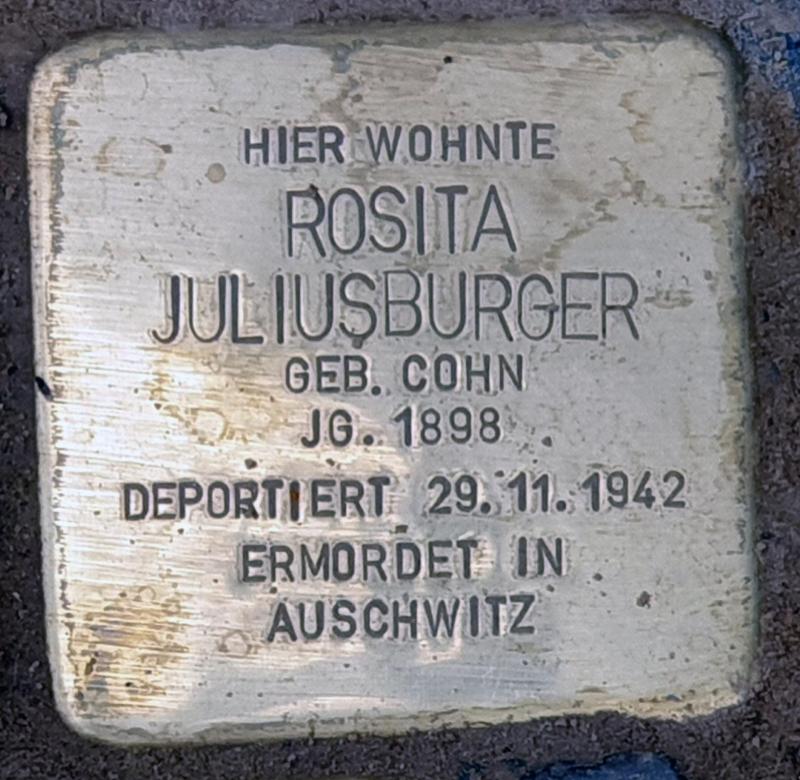 HIER WOHNTE
ROSITA
JULIUSBURGER
GEB. COHN
JG. 1898
DEPORTIERT 29.11.1942
ERMORDET IN
AUSCHWITZ